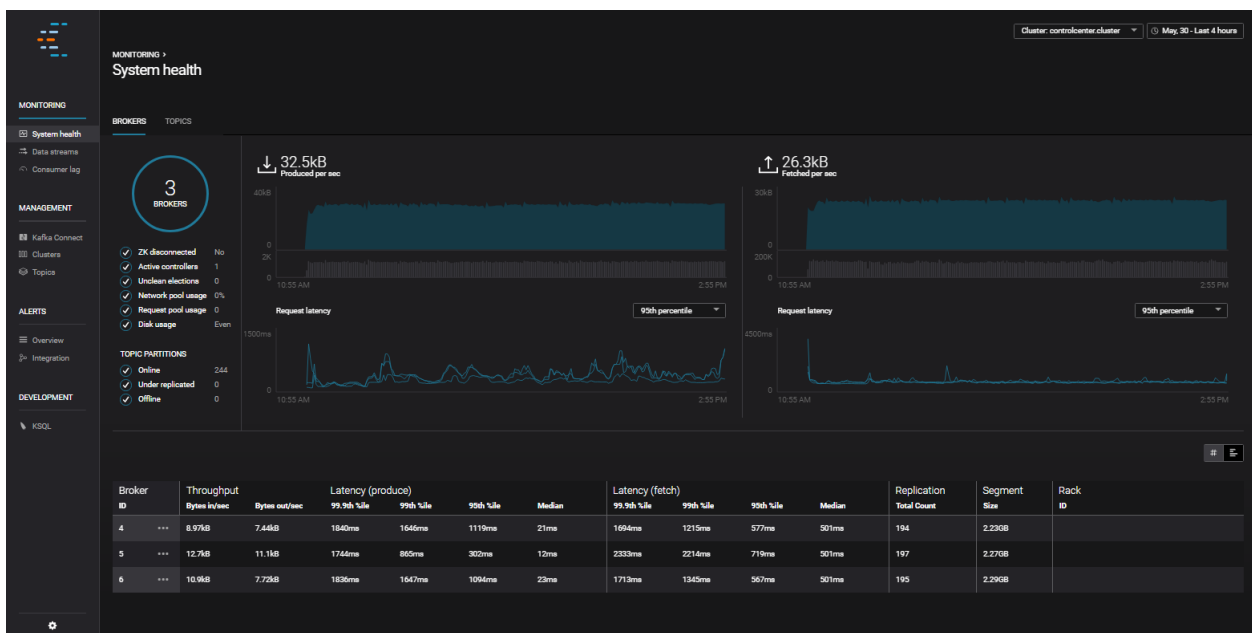 Cluster: controlcenter.cluster
May, 30 - Last 4 hours
MONITORING >
System health
MONITORING
System health
Data streams
Consumer lag
MANAGEMENT
Kafka Connect
Clusters
Topics
ALERTS
Overview
Integration
DEVELOPMENT
KSQL
BROKERS TOPICS
3
BROKERS
ZK disconnected No
Active controllers 1
Unclean elections 0
Network pool usage 0%
Request pool usage 0
Disk usage Even
TOPIC PARTITIONS
Online 244
Under replicated 0
Offline 0
32.5kB
Produced per sec
40kB
0
2K
0
10:55 AM 2:55 PM
Request latency 95th percentile
1500ms
0
10:55 AM 2:55 PM
26.3kB
Fetched per sec
30kB
0
200K
0
10:55 AM 2:55 PM
Request latency 95th percentile
4500ms
0
10:55 AM 2:55 PM
#
Broker Throughput Latency (produce) Latency (fetch) Replication Segment Rack
ID Bytes in/sec Bytes out/sec 99.9th %ile 99th %ile 95th %ile Median 99.9th %ile 99th %ile 95th %ile Median Total Count Size ID
4 ... 8.97kB 7.44kB 1840ms 1646ms 1119ms 21ms 1694ms 1215ms 577ms 501ms 194 2.23GB
5 ... 12.7kB 11.1kB 1744ms 865ms 302ms 12ms 2333ms 2214ms 719ms 501ms 197 2.27GB
6 ... 10.9kB 7.72kB 1836ms 1647ms 1094ms 23ms 1713ms 1345ms 567ms 501ms 195 2.29GB